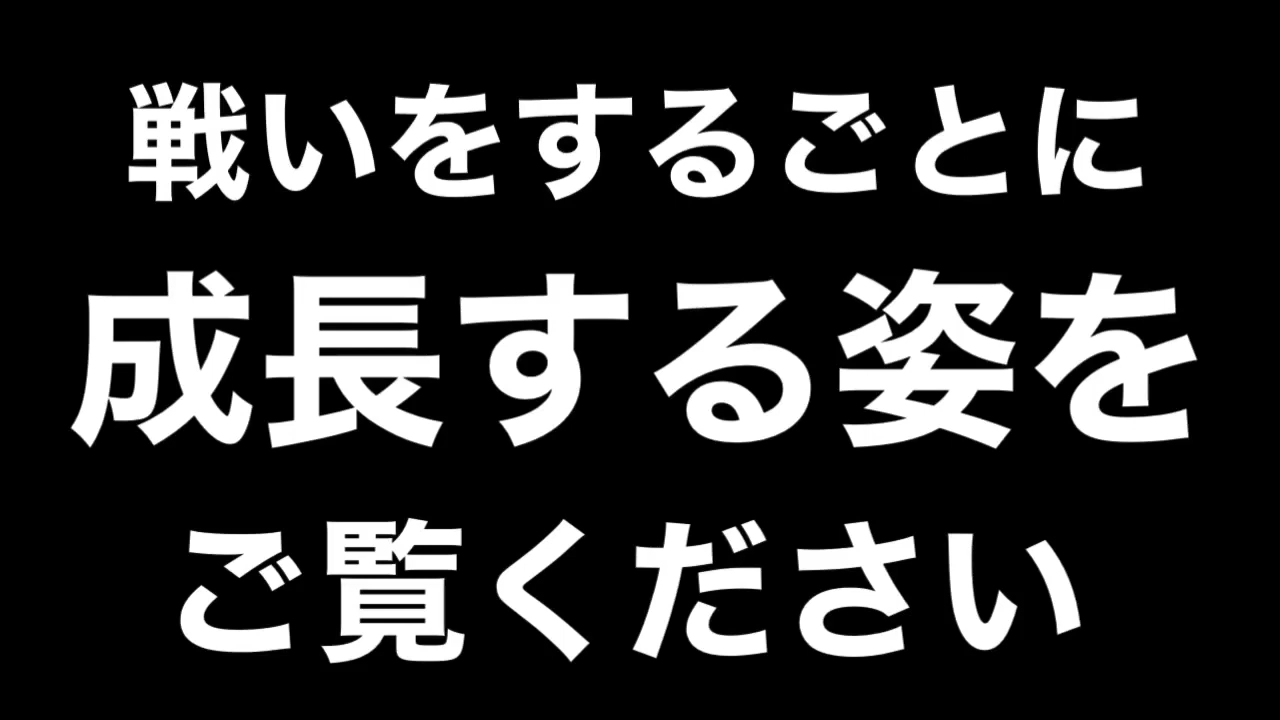 戦いをするごとに
成長する姿を
ご覧ください